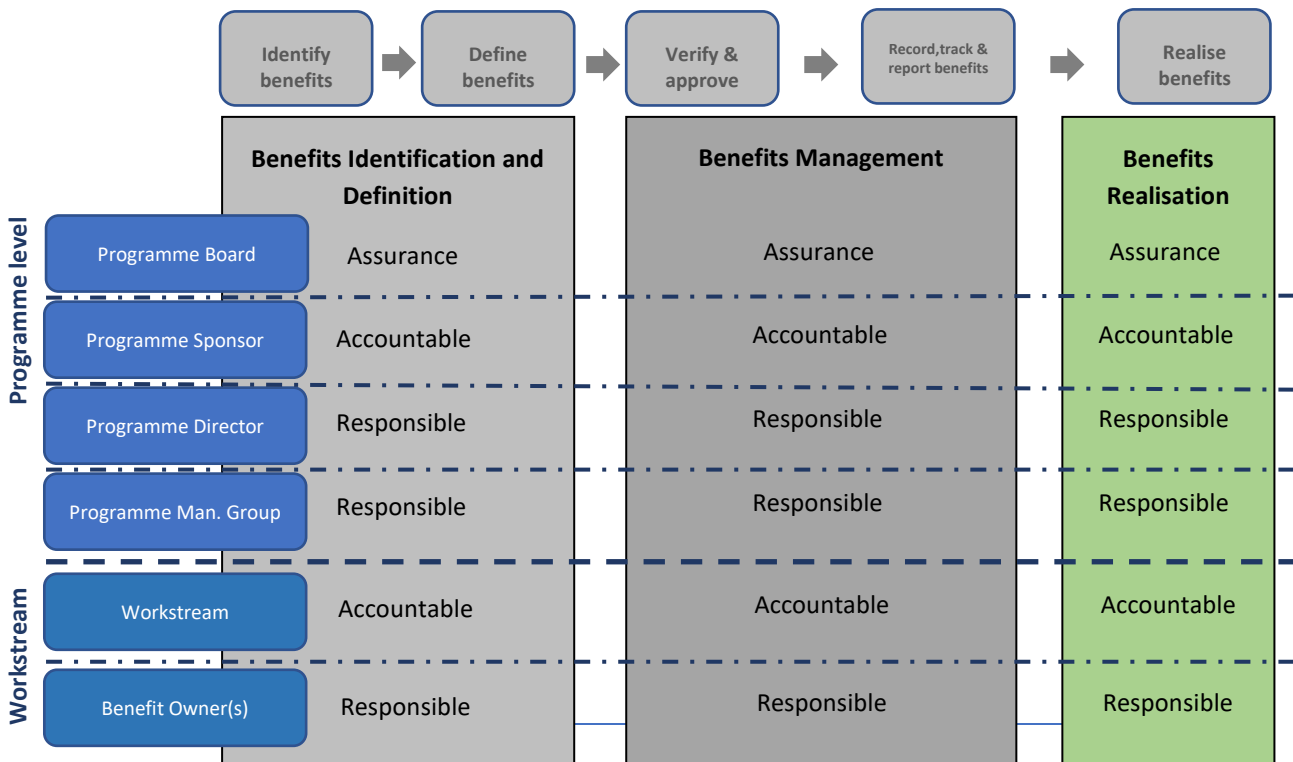 Identify
benefits
Define
benefits
Verify &
approve
Record,track &
report benefits
Realise
benefits
Benefits Identification and
Definition
Benefits Management
Benefits
Realisation
Programme level
Programme Board
Assurance
Assurance
Assurance
Programme Sponsor
Accountable
Accountable
Accountable
Programme Director
Responsible
Responsible
Responsible
Programme Man. Group
Responsible
Responsible
Responsible
Workstream
Workstream
Accountable
Accountable
Accountable
Benefit Owner(s)
Responsible
Responsible
Responsible